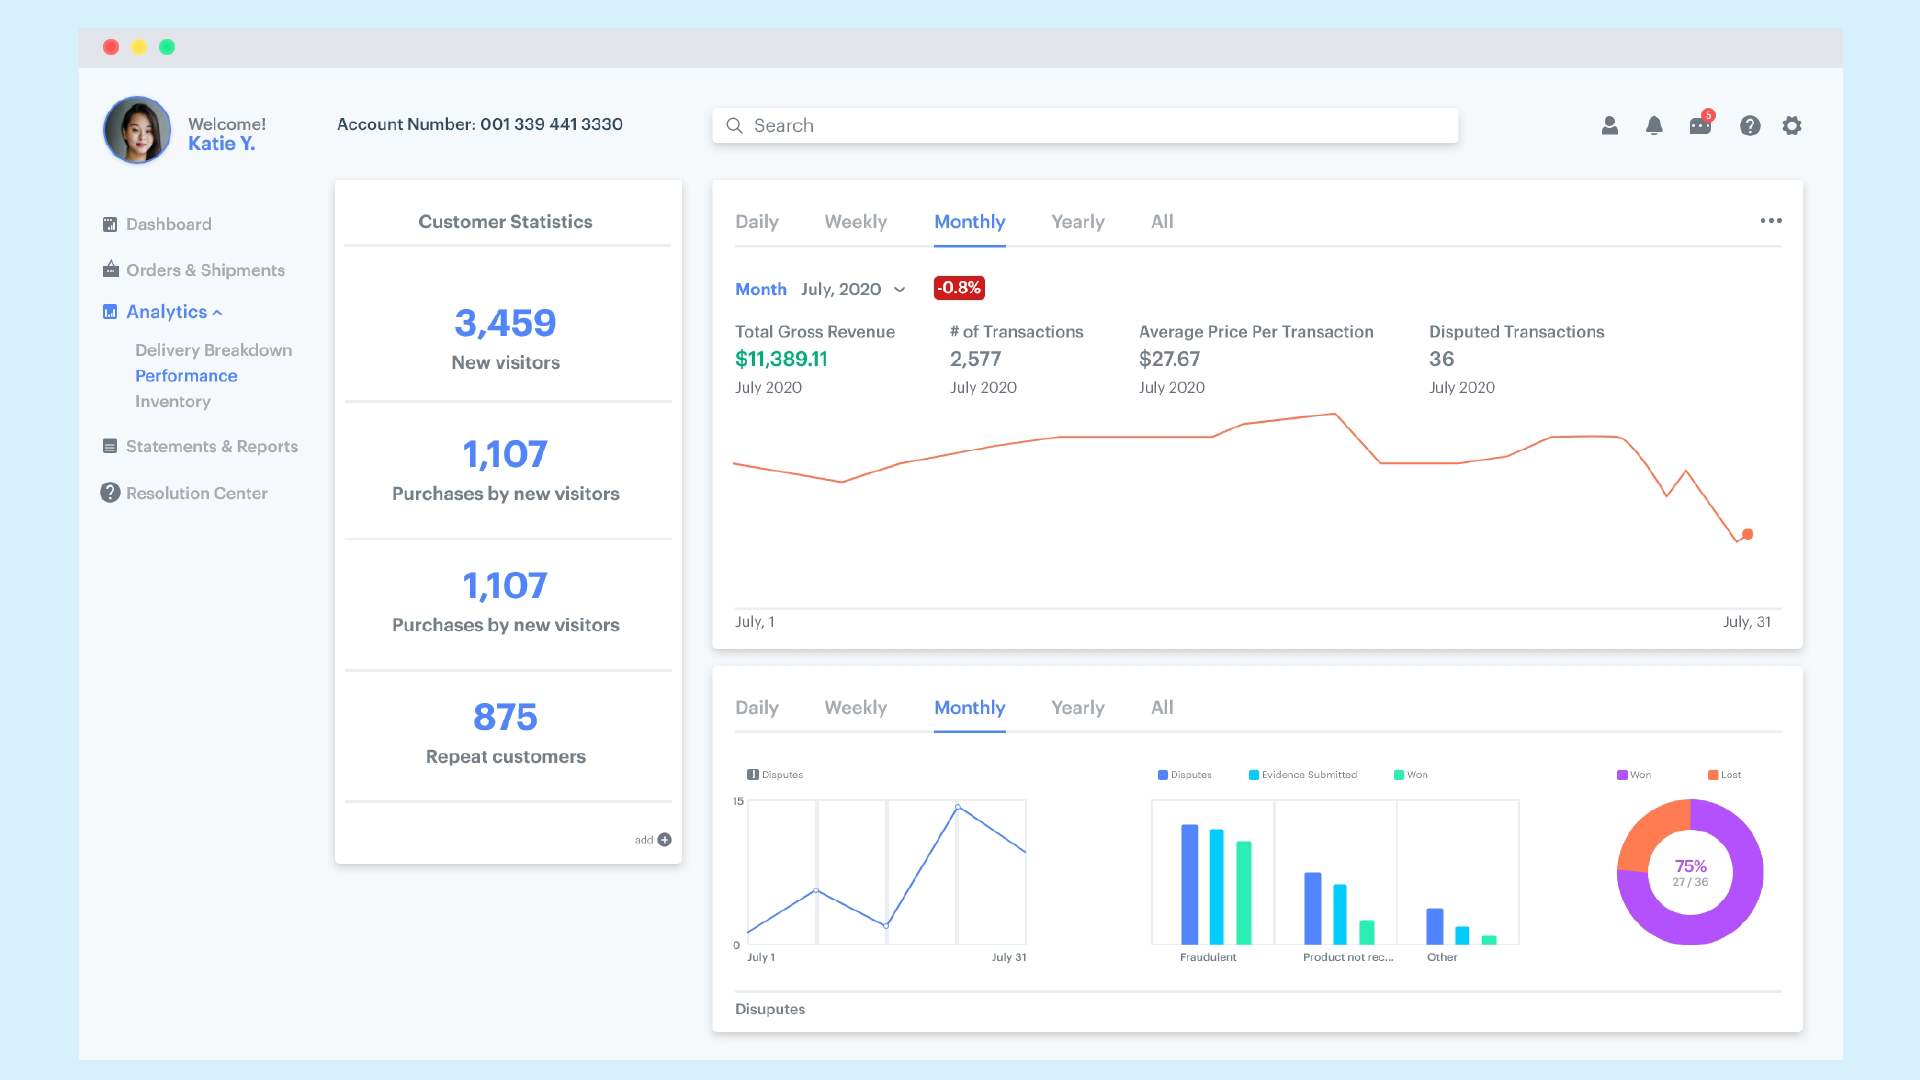 Welcome!
Katie Y.
Account Number: 001 339 441 3330
Search
5
Dashboard
Orders & Shipments
Analytics
Delivery Breakdown
Performance
Inventory
Statements & Reports
Resolution Center
Customer Statistics
3,459
New visitors
1,107
Purchases by new visitors
1,107
Purchases by new visitors
875
Repeat customers
add
Daily Weekly Monthly Yearly All
Month July, 2020 -0.8%
Total Gross Revenue # of Transactions Average Price Per Transaction Disputed Transactions
$11,389.11 2,577 $27.67 36
July 2020 July 2020 July 2020 July 2020
July, 1 July, 31
Daily Weekly Monthly Yearly All
Disputes
15
0
July 1 July 31
Disputes Evidence Submitted Won
Fraudulent Product not rec... Other
Won Lost
75%
27 / 36
Disuputes